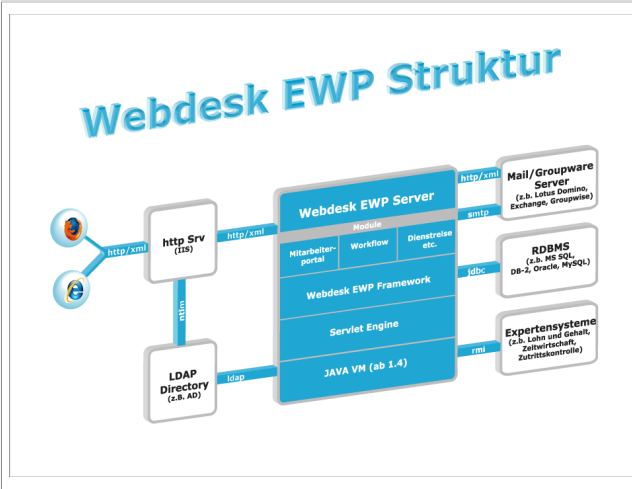 Webdesk EWP Struktur
http/xml
http Srv
(IIS)
ntlm
LDAP
Directory
(z.B. AD)
http/xml
ldap
Webdesk EWP Server
Module
Mitarbeiter-
portal
Workflow
Dienstreise
etc.
Webdesk EWP Framework
Servlet Engine
JAVA VM (ab 1.4)
http/xml
smtp
jdbc
rmi
Mail/Groupware
Server
(z.b. Lotus Domino,
Exchange, Groupwise)
RDBMS
(z.b. MS SQL,
DB-2, Oracle, MySQL)
Expertensysteme
(z.b. Lohn und Gehalt,
Zeitwirtschaft,
Zutrittskontrolle)